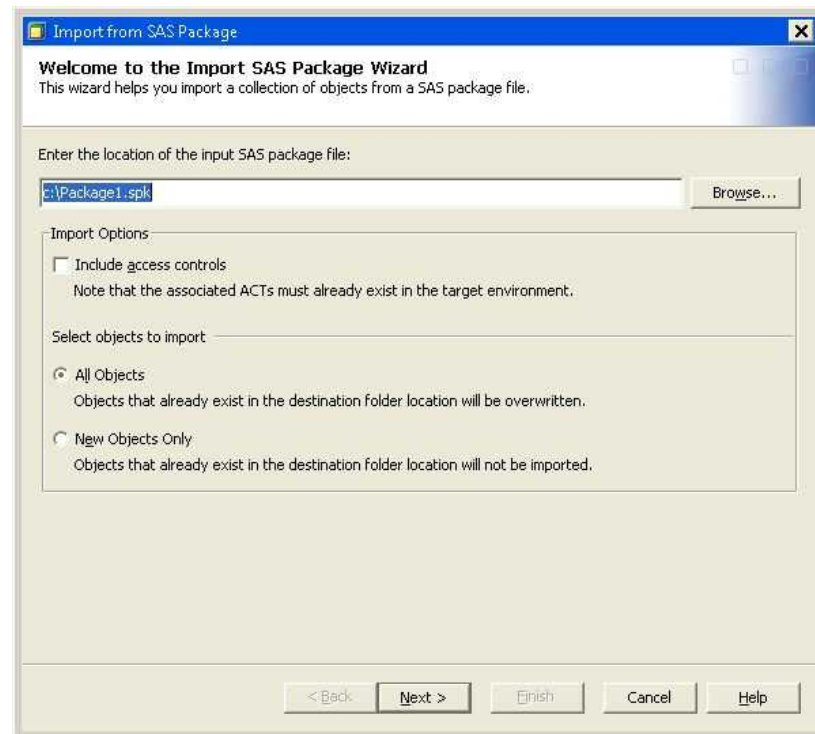 Import from SAS Package
Welcome to the Import SAS Package Wizard
This wizard helps you import a collection of objects from a SAS package file.
Enter the location of the input SAS package file:
c:\Package1.spk
Browse...
Import Options
Include access controls
Note that the associated ACTs must already exist in the target environment.
Select objects to import
All Objects
Objects that already exist in the destination folder location will be overwritten.
New Objects Only
Objects that already exist in the destination folder location will not be imported.
< Back Next > Finish Cancel Help